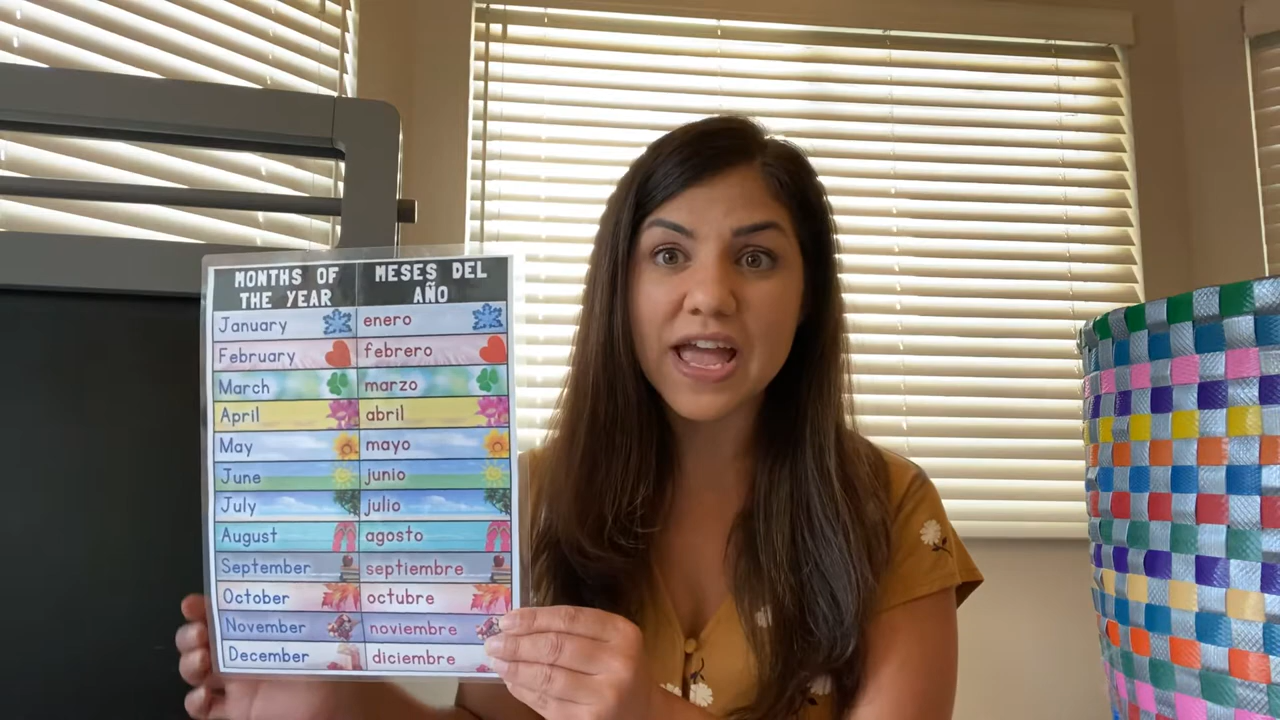 MONTHS OF
THE YEAR
MESES DEL
AÑO
January enero
February febrero
March marzo
April abril
May mayo
June junio
July julio
August agosto
September septiembre
October octubre
November noviembre
December diciembre